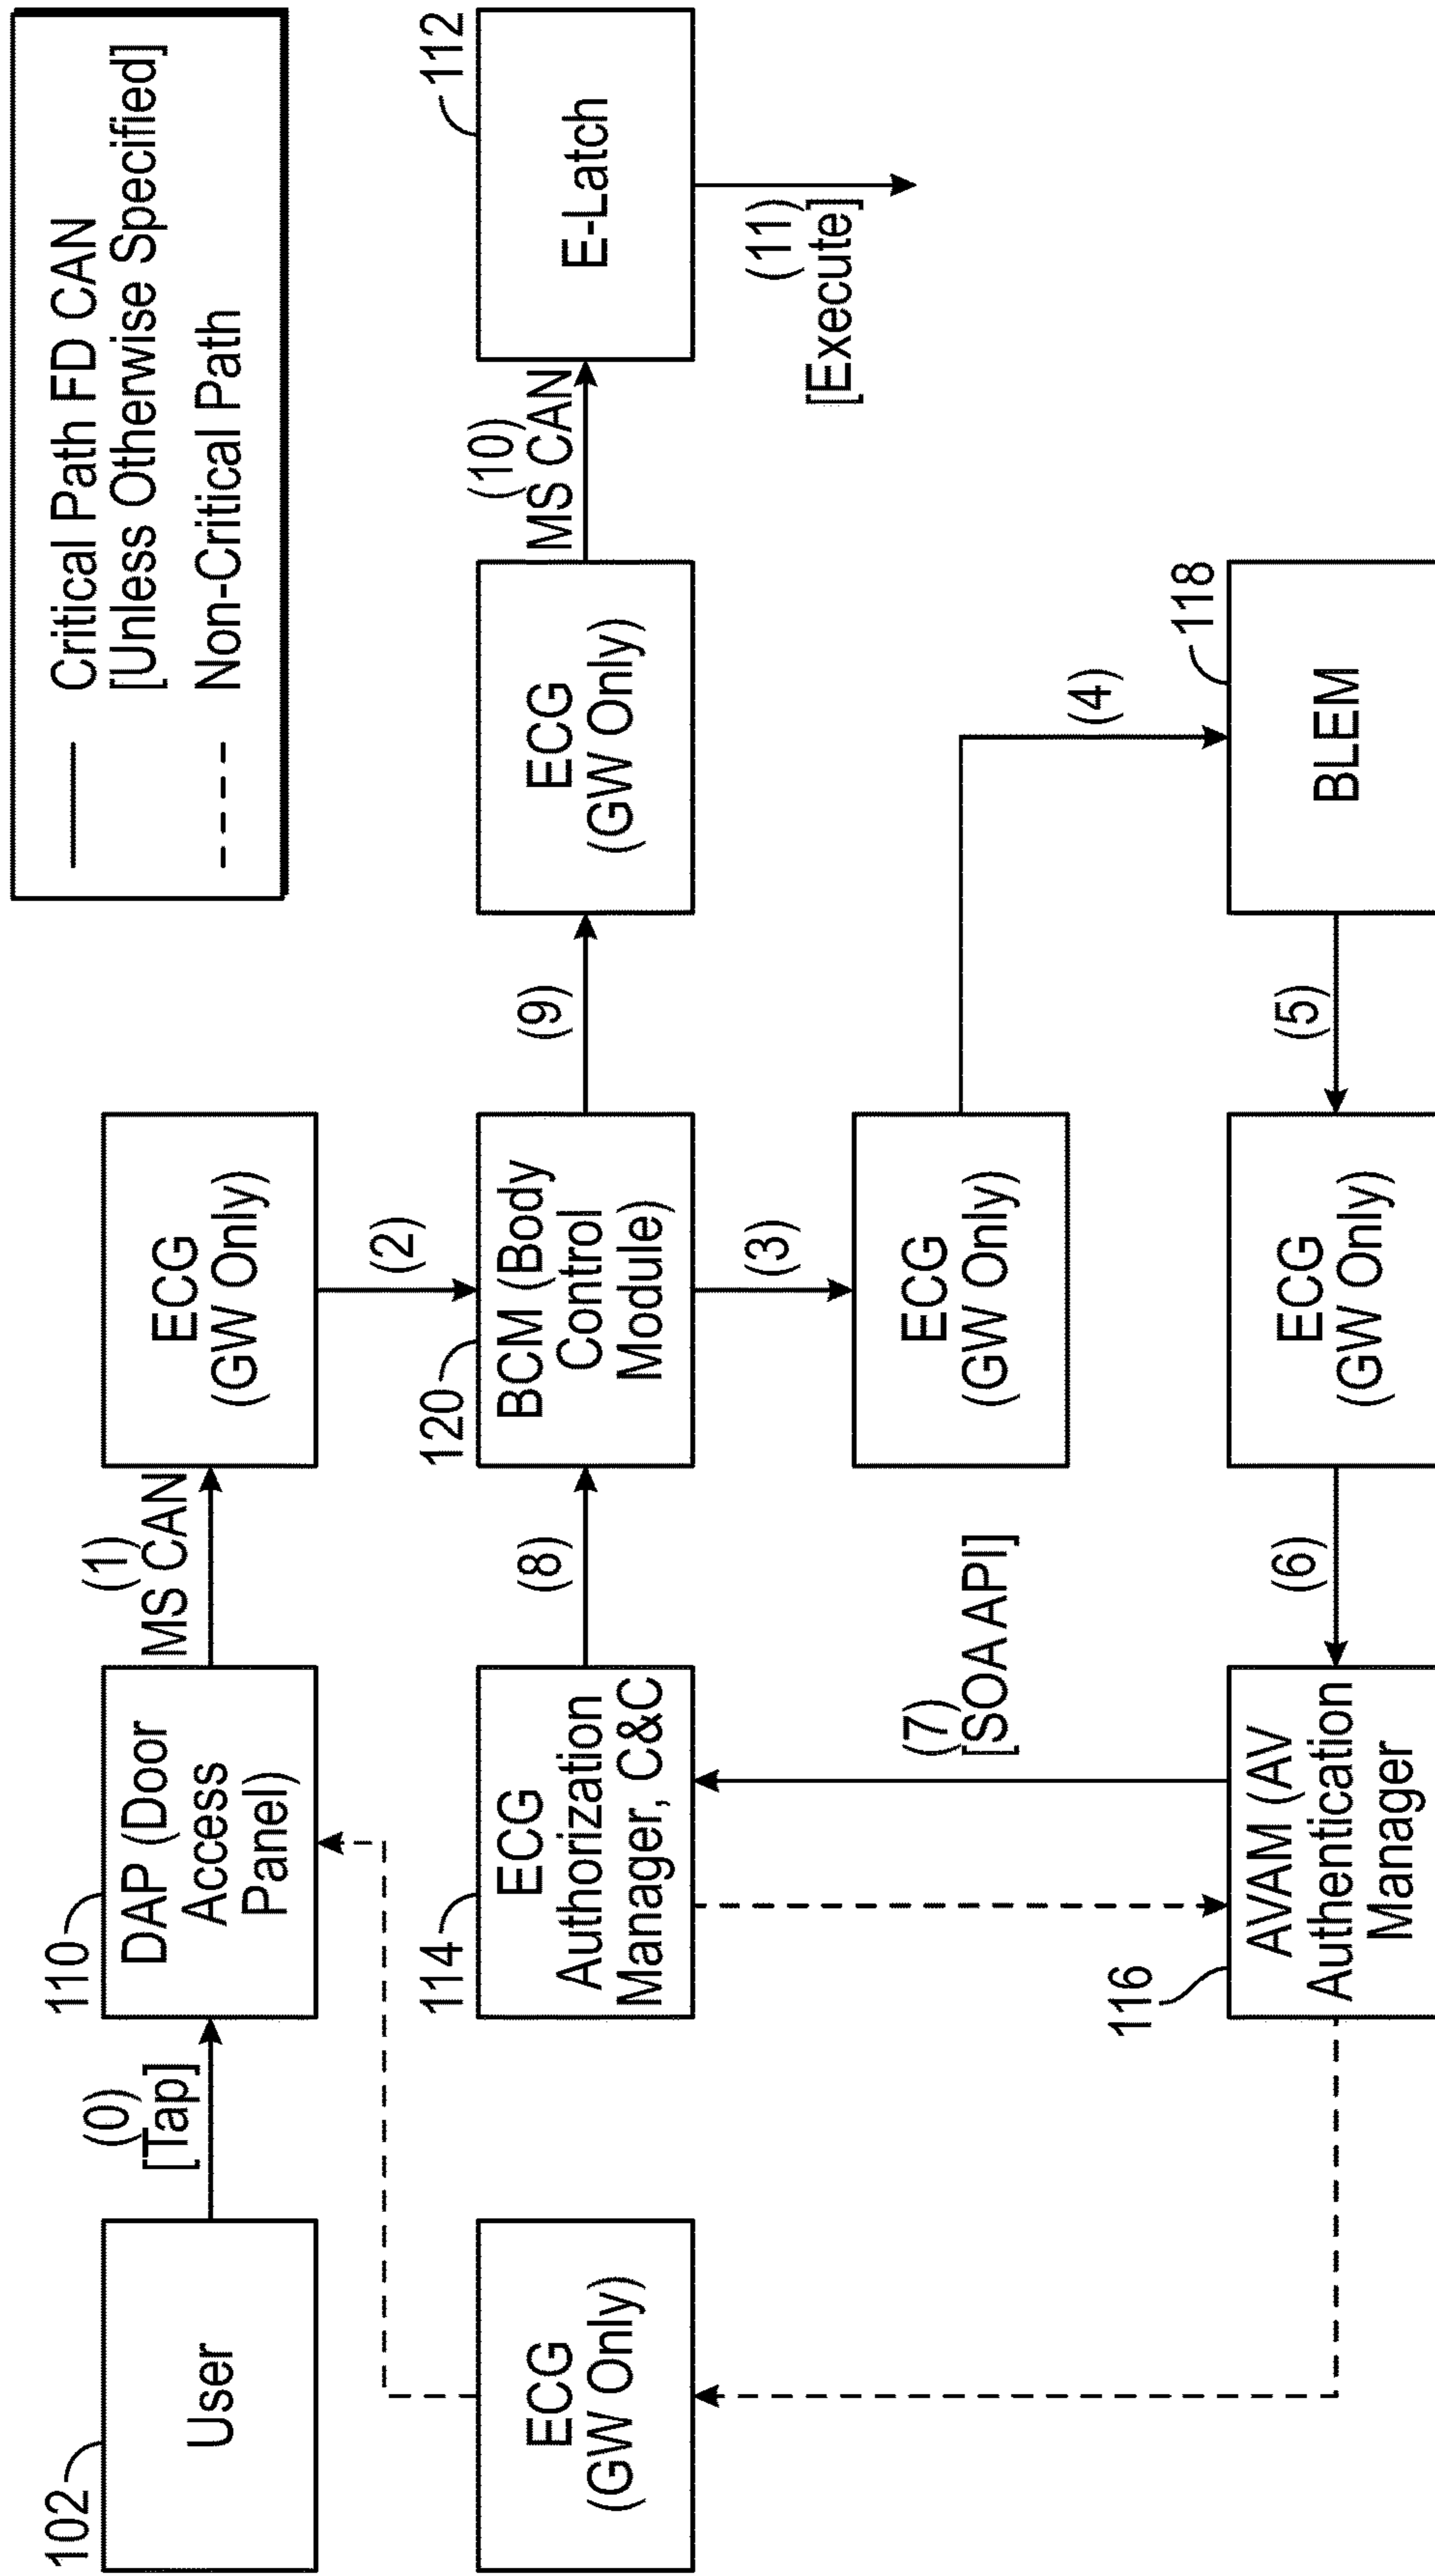 Critical Path FD CAN
[Unless Otherwise Specified]
Non-Critical Path
102
User
(0)
[Tap]
110
DAP (Door
Access
Panel)
(1)
MS CAN
ECG
(GW Only)
(2)
ECG
(GW Only)
114
ECG
Authorization
Manager, C&C
(8)
120
BCM (Body
Control
Module)
(9)
ECG
(GW Only)
(10)
MS CAN
112
E-Latch
(11)
[Execute]
(3)
ECG
(GW Only)
(4)
(7)
[SOA API]
116
AVAM (AV
Authentication
Manager
(6)
ECG
(GW Only)
(5)
118
BLEM